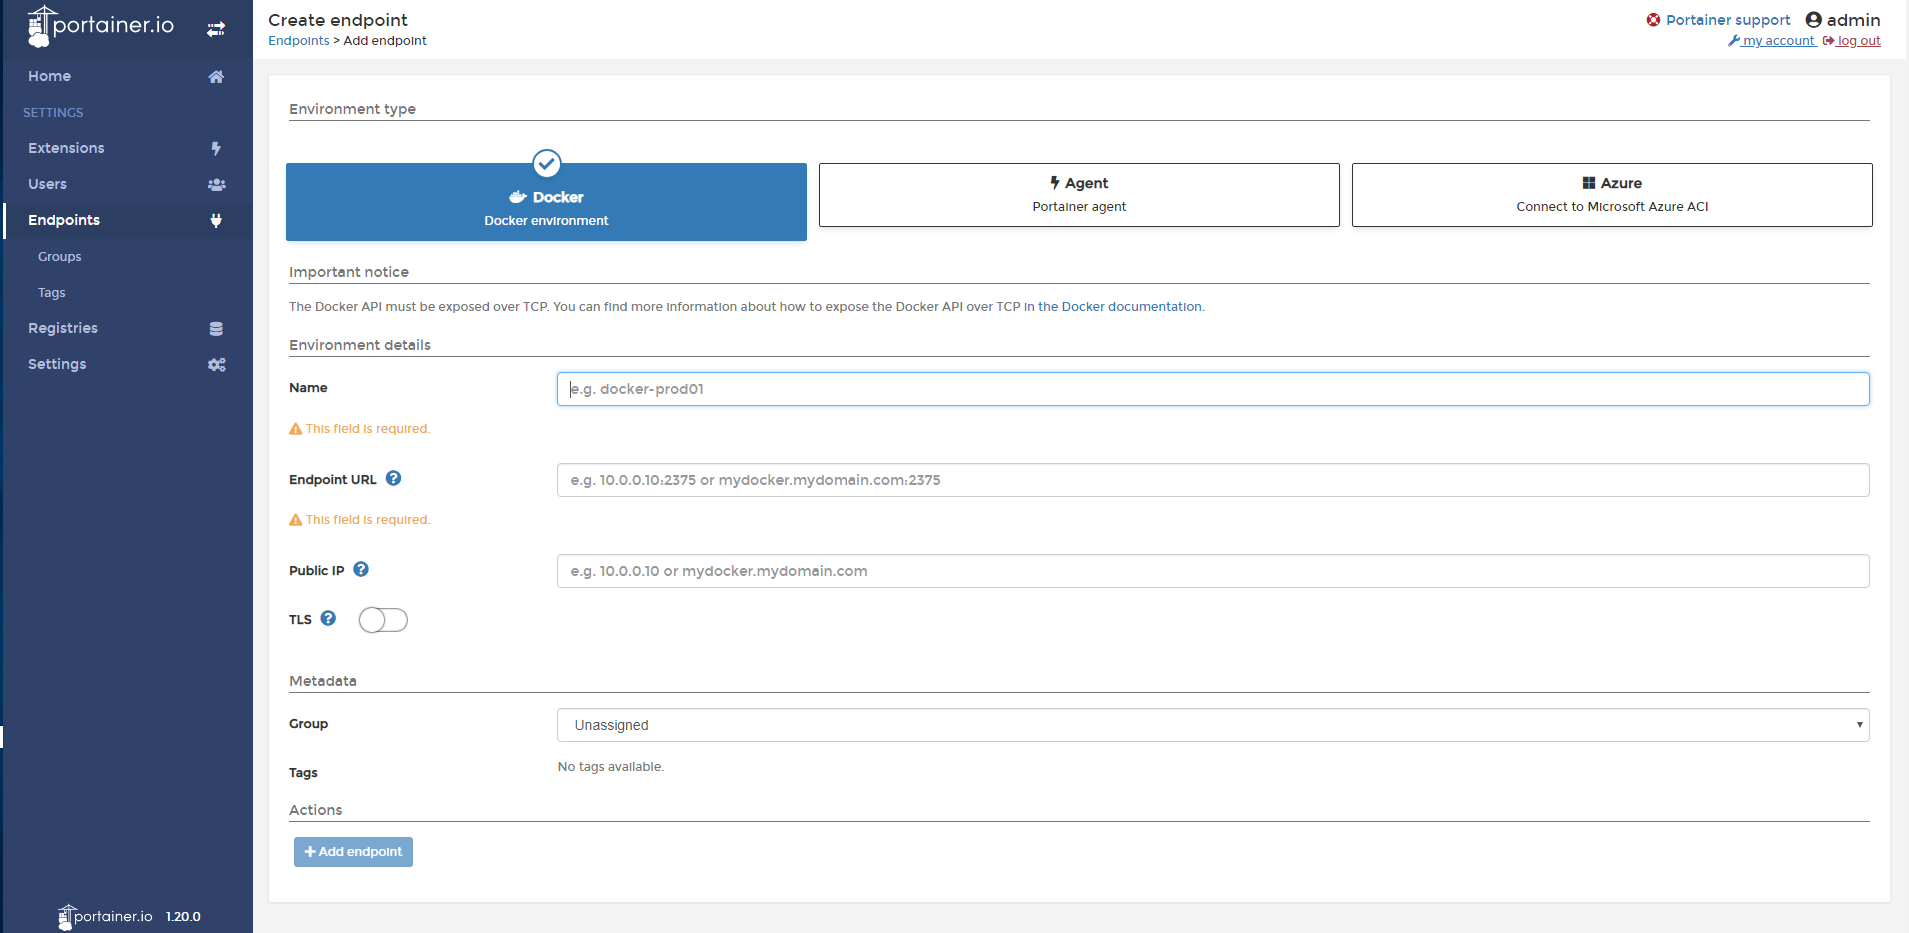 portainer.io
Home
SETTINGS
Extensions
Users
Endpoints
Groups
Tags
Registries
Settings
portainer.io 1.20.0
Create endpoint
Endpoints > Add endpoint
Portainer support admin
my account log out
Environment type
Docker
Docker environment
Agent
Portainer agent
Azure
Connect to Microsoft Azure ACI
Important notice
The Docker API must be exposed over TCP. You can find more information about how to expose the Docker API over TCP in the Docker documentation.
Environment details
Name e.g. docker-prod01
This field is required.
Endpoint URL e.g. 10.0.0.10:2375 or mydocker.mydomain.com:2375
This field is required.
Public IP e.g. 10.0.0.10 or mydocker.mydomain.com
TLS
Metadata
Group Unassigned
Tags No tags available.
Actions
+ Add endpoint